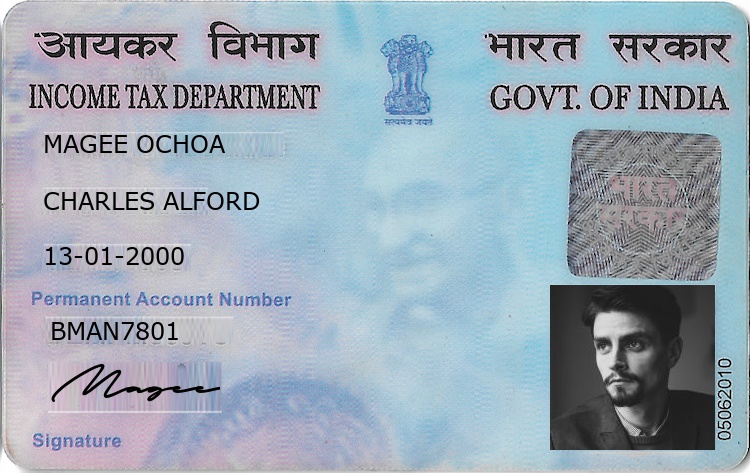 आयकर विभाग भारत सरकार
INCOME TAX DEPARTMENT GOVT. OF INDIA
सत्यमेव जयते
MAGEE OCHOA
CHARLES ALFORD
13-01-2000
भारत
सरकार
Permanent Account Number
BMAN7801
Magee
Signature
05062010